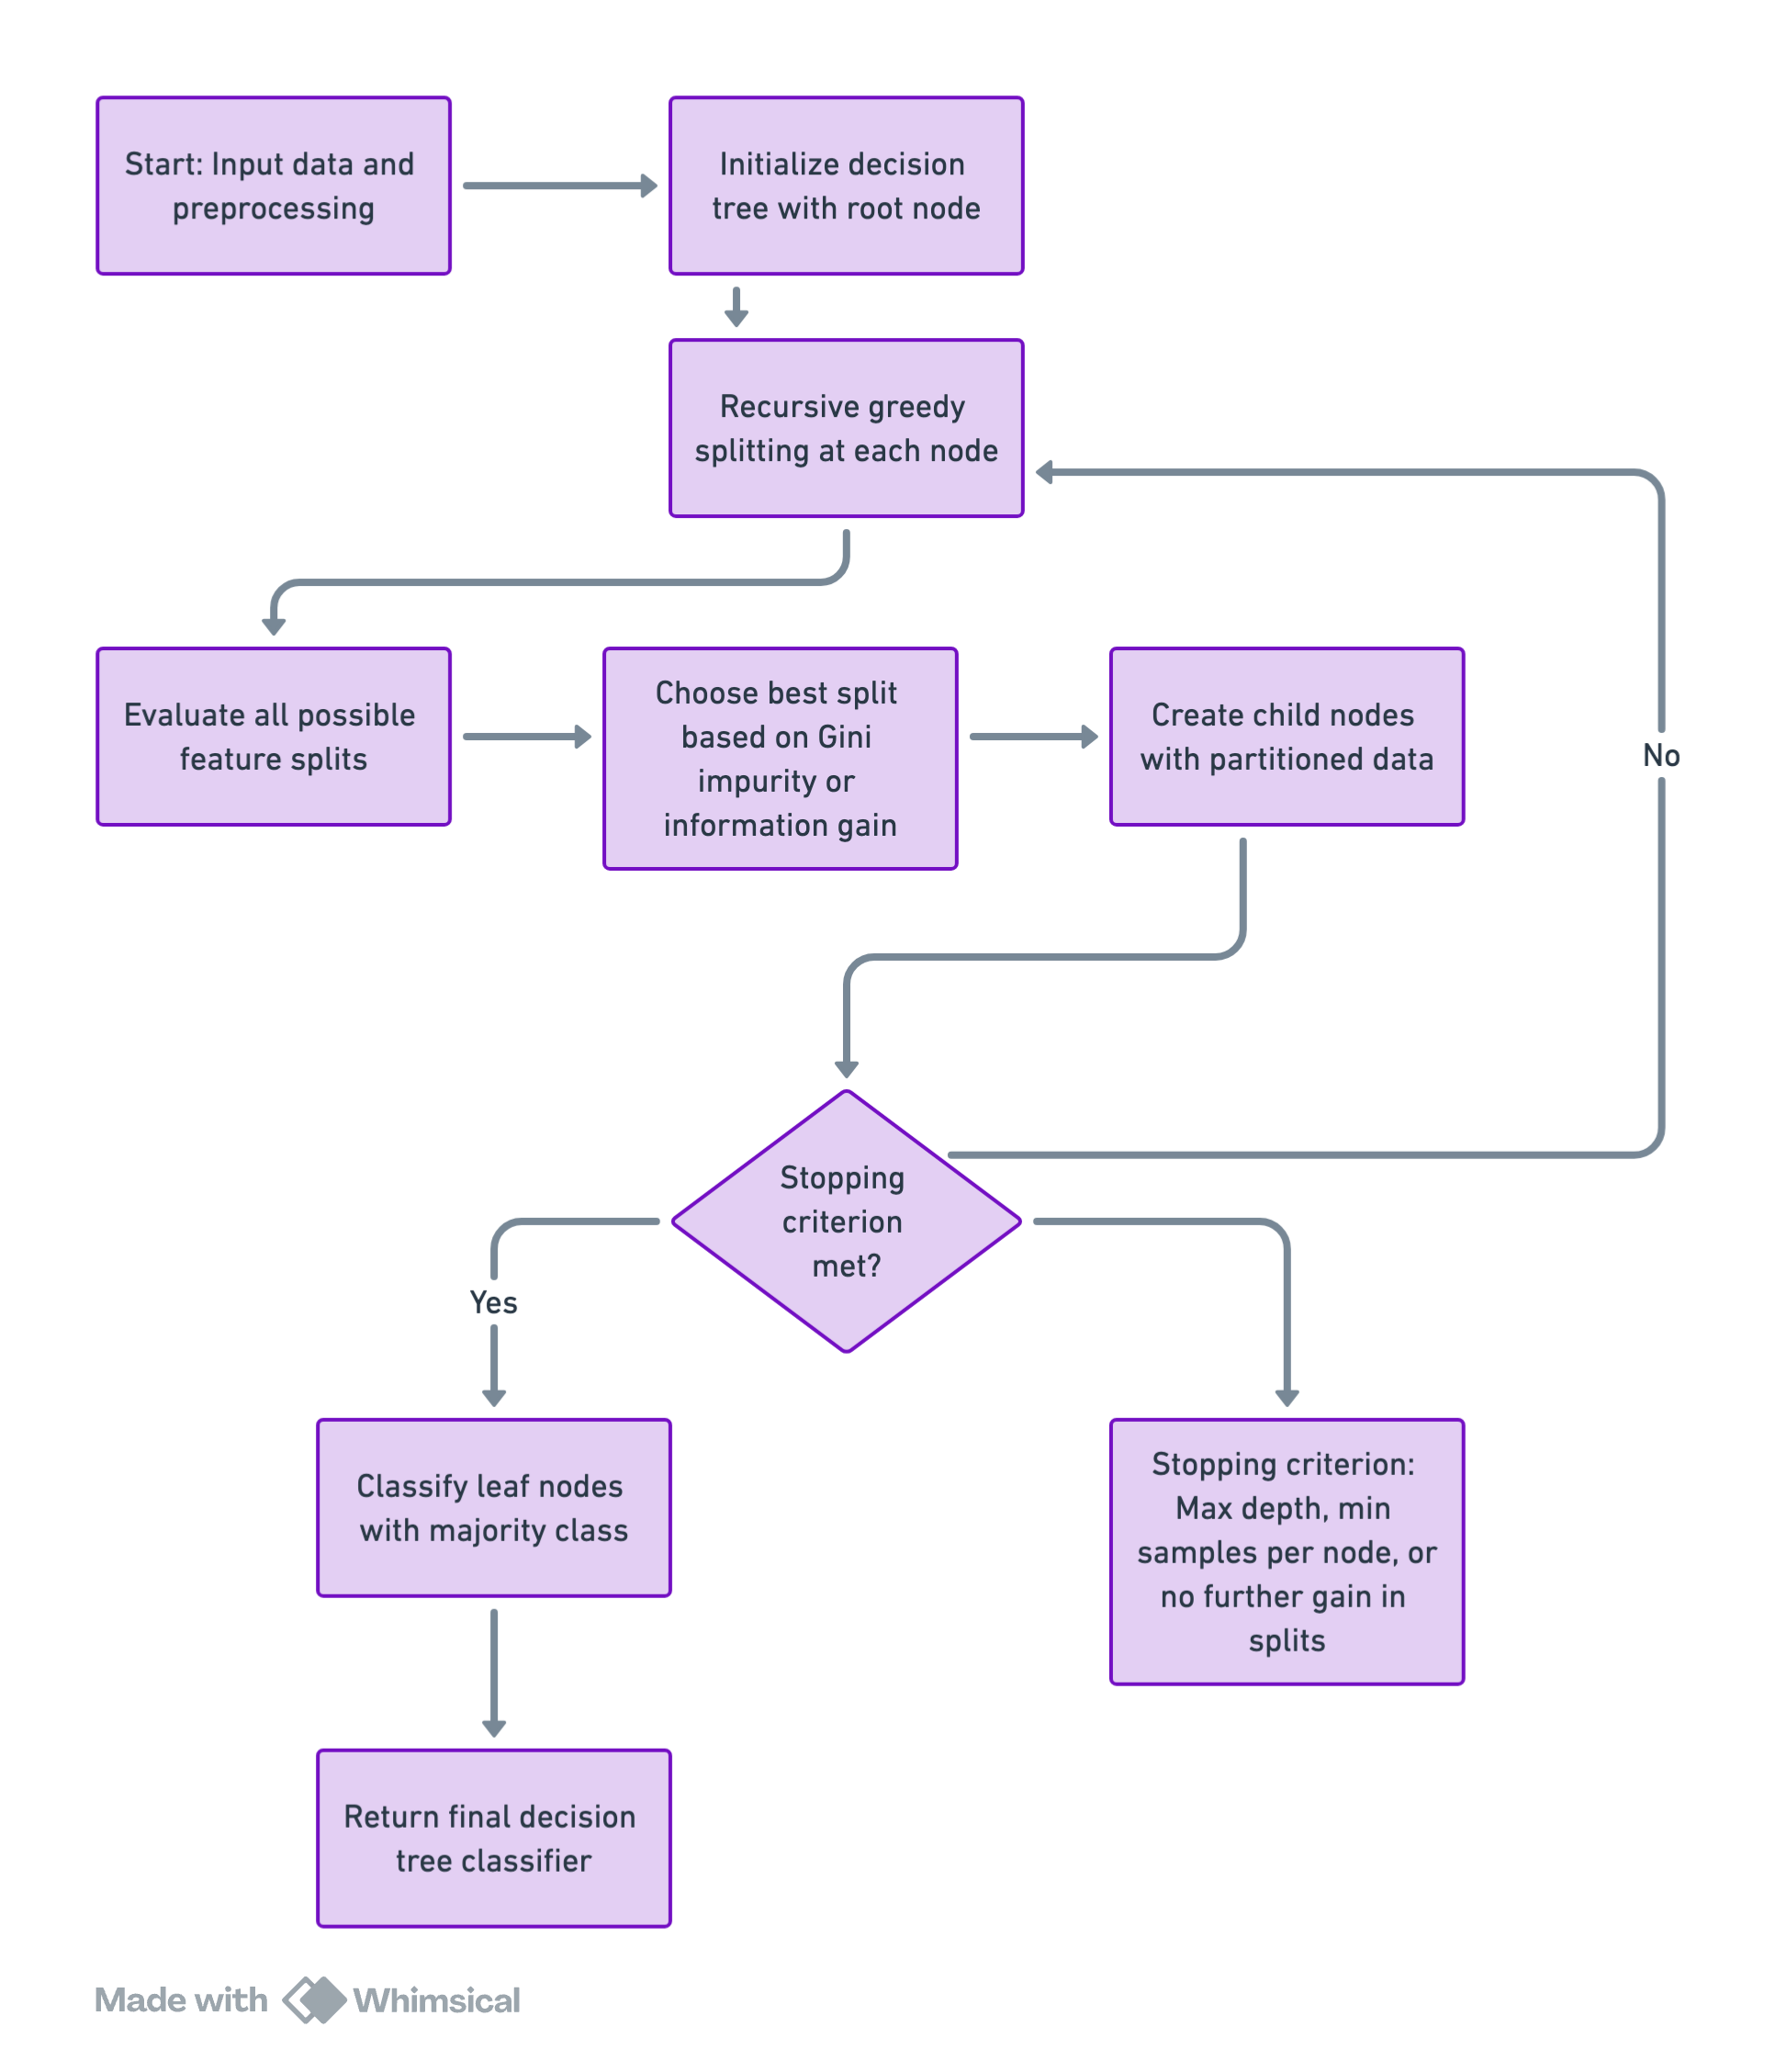 Start: Input data and
preprocessing
Initialize decision
tree with root node
Recursive greedy
splitting at each node
Evaluate all possible
feature splits
Choose best split
based on Gini
impurity or
information gain
Create child nodes
with partitioned data
No
Stopping
criterion
met?
Yes
Classify leaf nodes
with majority class
Stopping criterion:
Max depth, min
samples per node, or
no further gain in
splits
Return final decision
tree classifier
Made with Whimsical